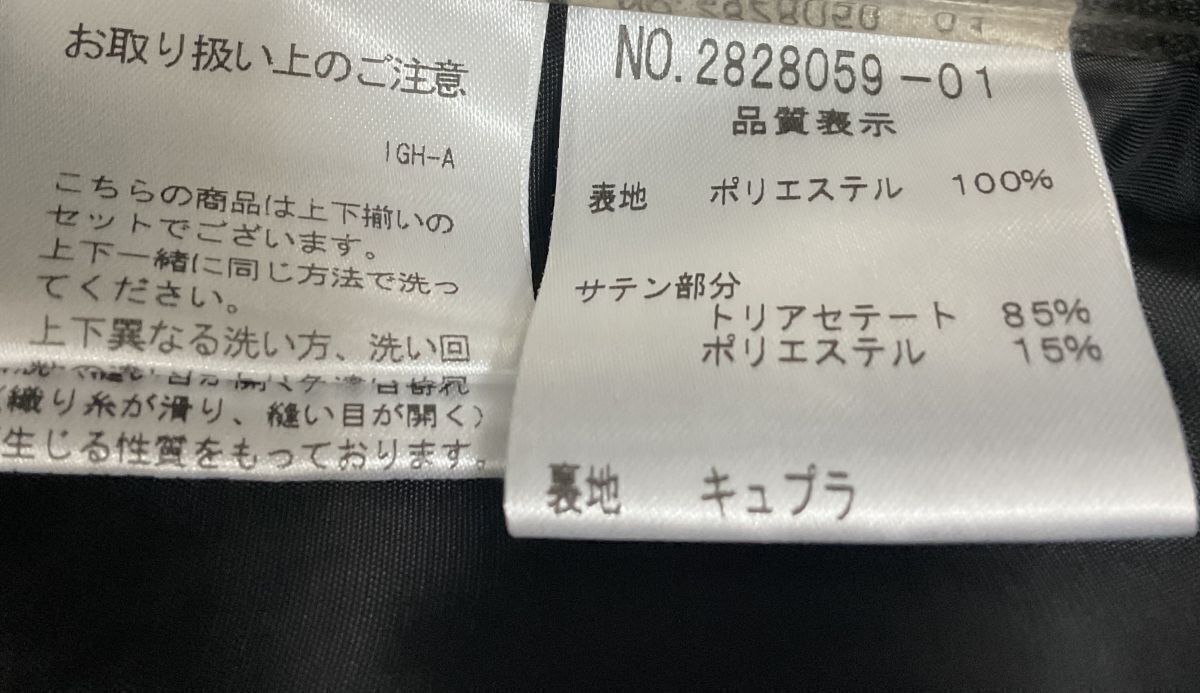 お取り扱い上のご注意
IGH-A
こちらの商品は上下揃いの
セットでございます。
上下一緒に同じ方法で洗っ
てください。
上下異なる洗い方、洗い回
(織り糸が滑り、縫い目が開く)
生じる性質をもっております。
NO.2828059-01
品質表示
表地 ポリエステル 100%
サテン部分
トリアセテート 85%
ポリエステル 15%
裏地 キュプラ